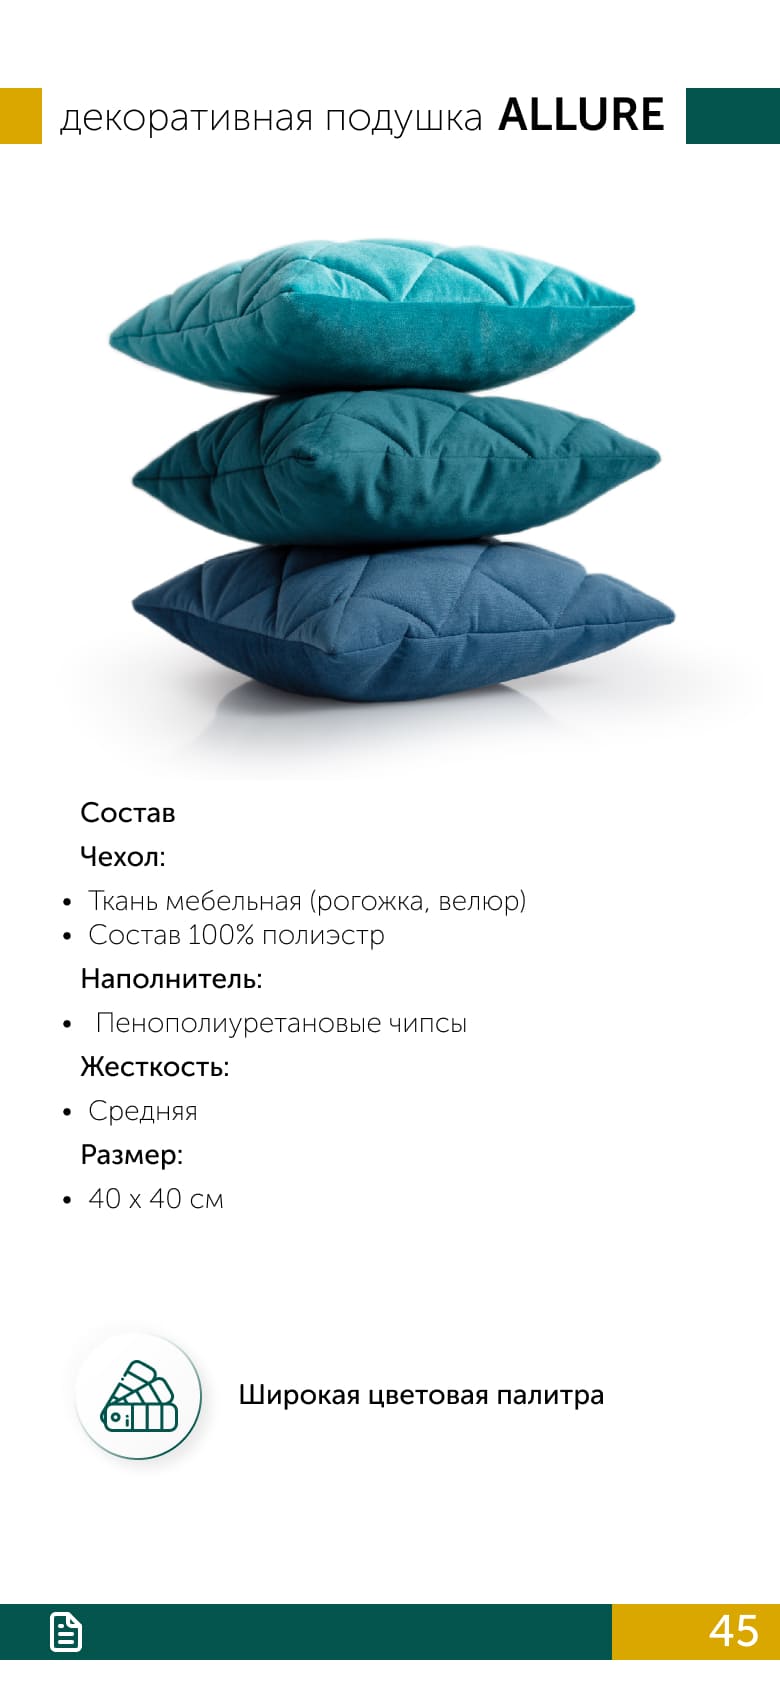 декоративная подушка ALLURE
Состав
Чехол:
• Ткань мебельная (рогожка, велюр)
• Состав 100% полиэстр
Наполнитель:
• Пенополиуретановые чипсы
Жесткость:
• Средняя
Размер:
• 40 х 40 см
Широкая цветовая палитра
45